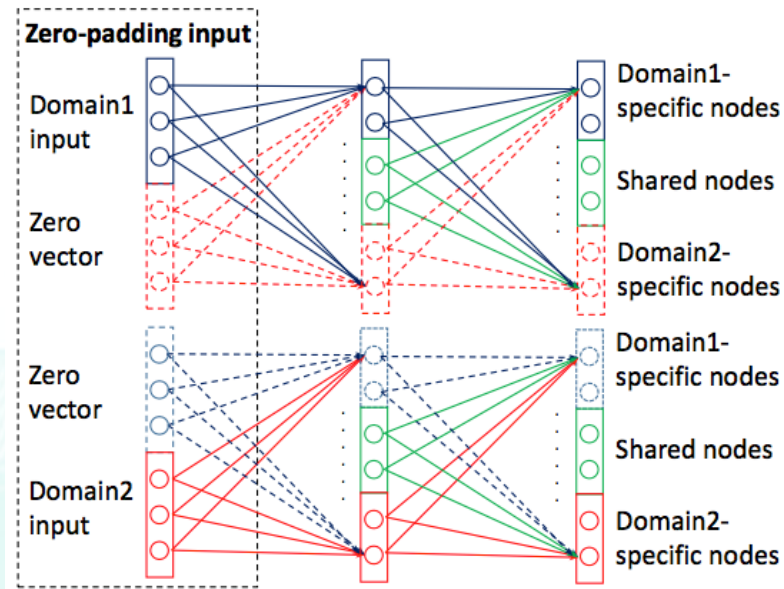 Zero-padding input
Domain1
input
Zero
vector
Domain1-
specific nodes
Shared nodes
Domain2-
specific nodes
Zero
vector
Domain2
input
Domain1-
specific nodes
Shared nodes
Domain2-
specific nodes